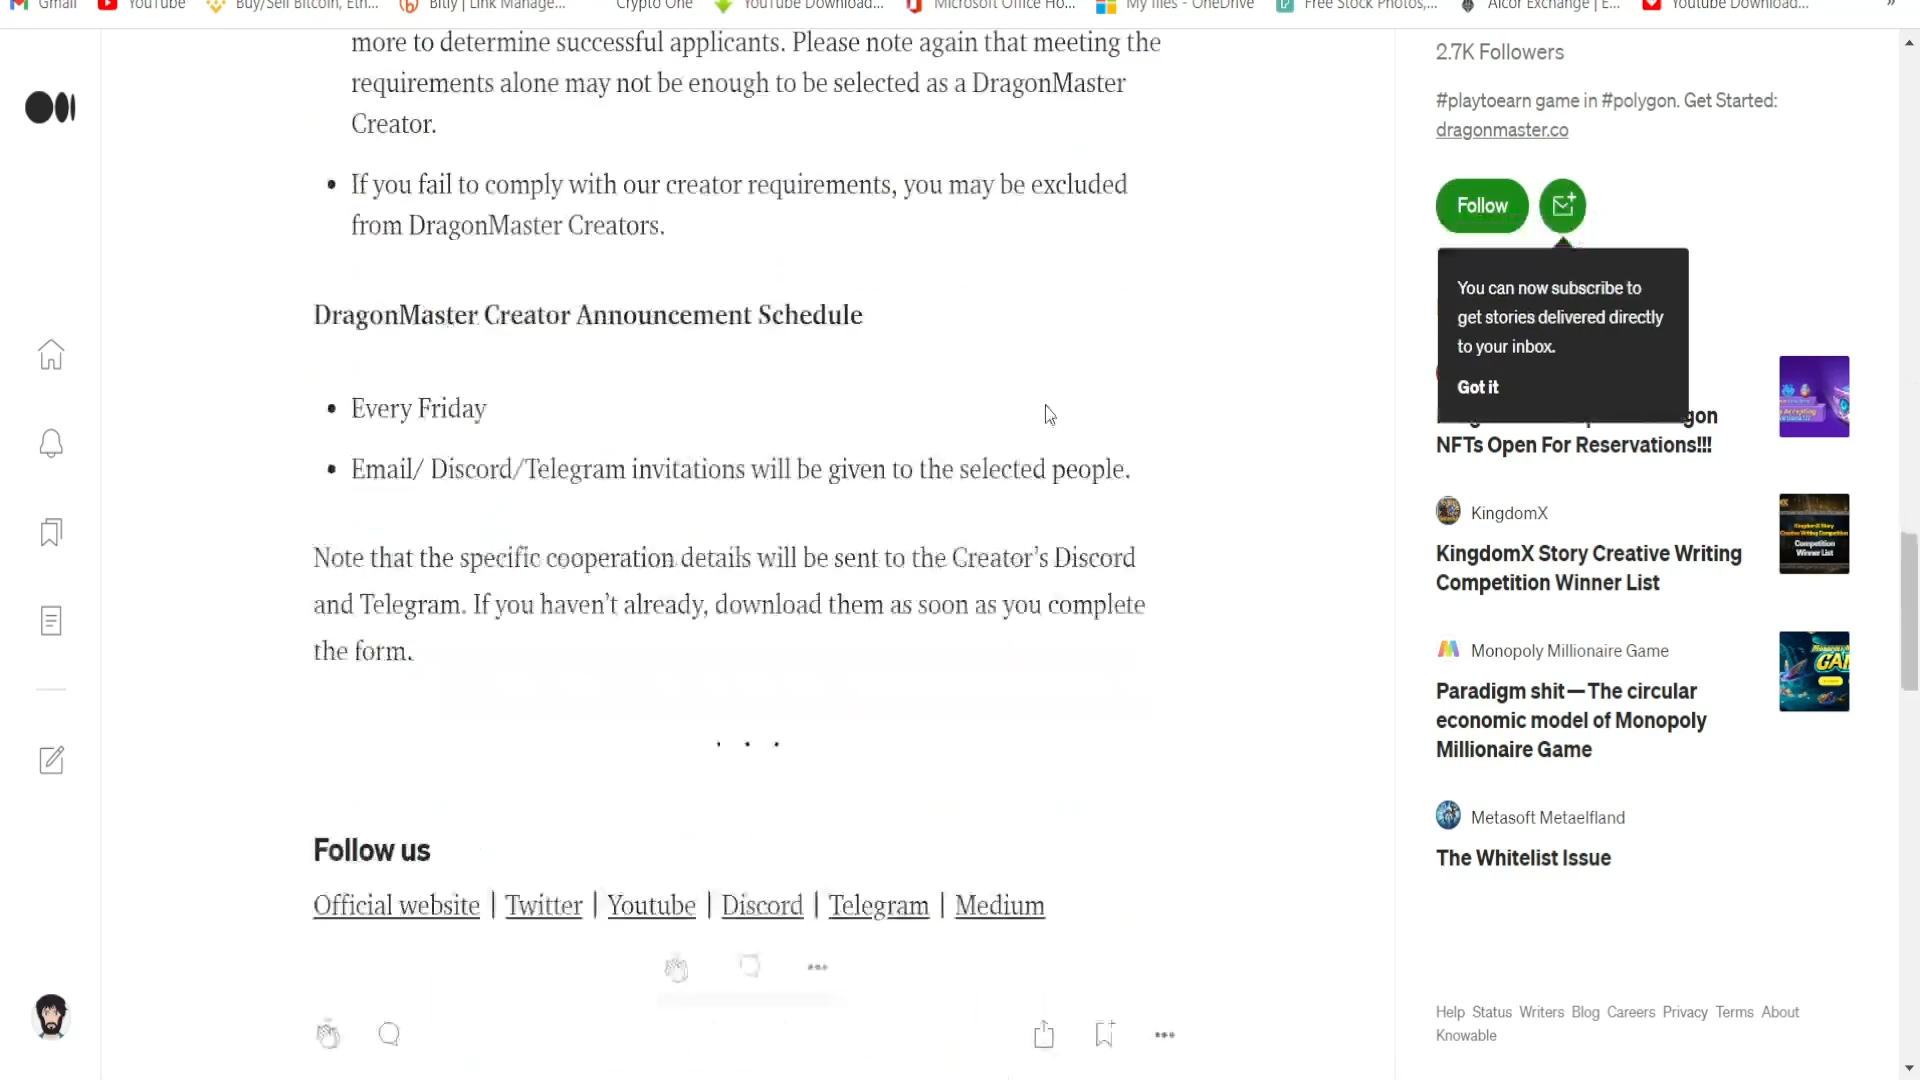 Gmail YouTube Buy/Sell Bitcoin, Eth... Bitly | Link Manage... Crypto One YouTube Download... Microsoft Office Ho... My files - OneDrive Free Stock Photos,... Alcor Exchange | E... Youtube Download... »
more to determine successful applicants. Please note again that meeting the
requirements alone may not be enough to be selected as a DragonMaster
Creator.
• If you fail to comply with our creator requirements, you may be excluded
from DragonMaster Creators.
DragonMaster Creator Announcement Schedule
• Every Friday
• Email/ Discord/Telegram invitations will be given to the selected people.
Note that the specific cooperation details will be sent to the Creator’s Discord
and Telegram. If you haven’t already, download them as soon as you complete
the form.
. . .
Follow us
Official website | Twitter | Youtube | Discord | Telegram | Medium
2.7K Followers
#playtoearn game in #polygon. Get Started:
dragonmaster.co
Follow
You can now subscribe to
get stories delivered directly
to your inbox.
Got it
gon
NFTs Open For Reservations!!!
KingdomX
KingdomX Story Creative Writing
Competition Winner List
KingdomX Story
Creative Writing Competition
Competition
Winner List
Monopoly Millionaire Game
Paradigm shit — The circular
economic model of Monopoly
Millionaire Game
Metasoft Metaelfland
The Whitelist Issue
Help Status Writers Blog Careers Privacy Terms About
Knowable